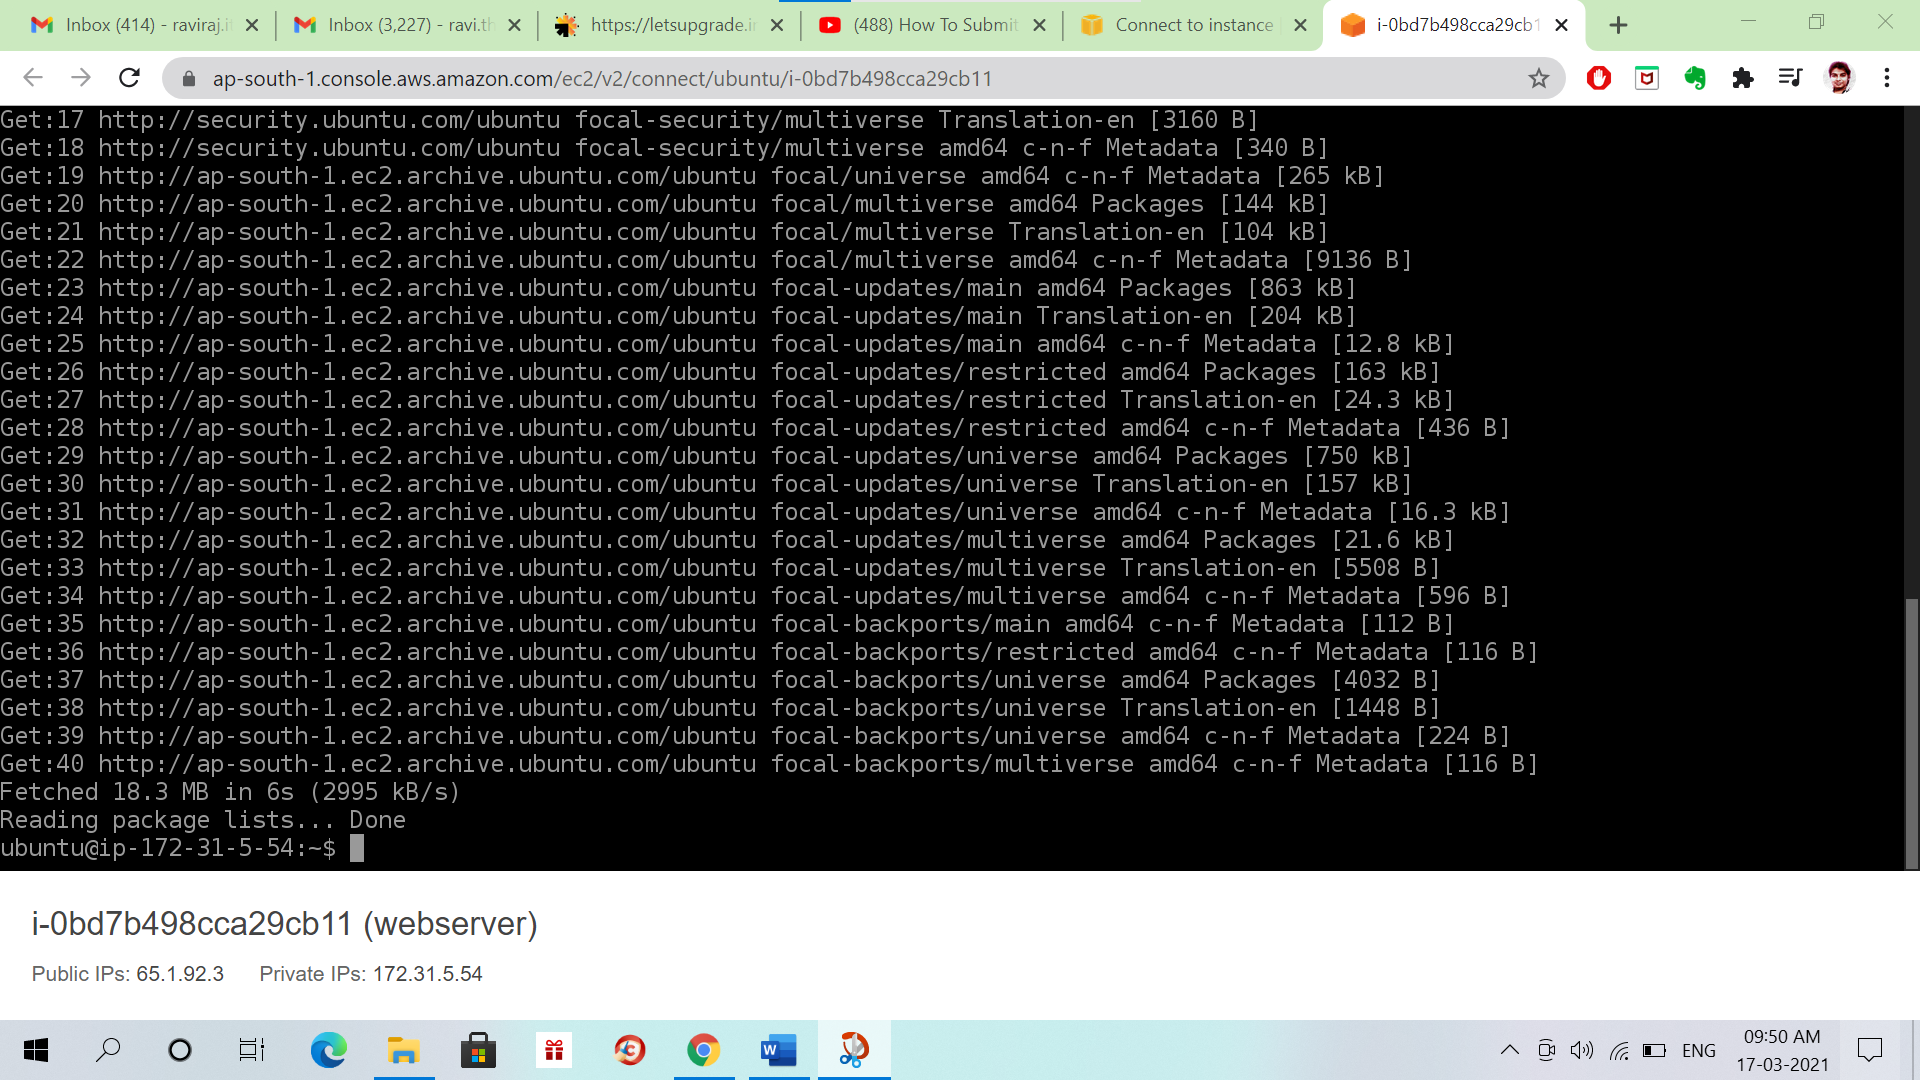 Inbox (414) - raviraj.i
Inbox (3,227) - ravi.th
https://letsupgrade.in
(488) How To Submit
Connect to instance
i-0bd7b498cca29cb1
ap-south-1.console.aws.amazon.com/ec2/v2/connect/ubuntu/i-0bd7b498cca29cb11
Get:17 http://security.ubuntu.com/ubuntu focal-security/multiverse Translation-en [3160 B]
Get:18 http://security.ubuntu.com/ubuntu focal-security/multiverse amd64 c-n-f Metadata [340 B]
Get:19 http://ap-south-1.ec2.archive.ubuntu.com/ubuntu focal/universe amd64 c-n-f Metadata [265 kB]
Get:20 http://ap-south-1.ec2.archive.ubuntu.com/ubuntu focal/multiverse amd64 Packages [144 kB]
Get:21 http://ap-south-1.ec2.archive.ubuntu.com/ubuntu focal/multiverse Translation-en [104 kB]
Get:22 http://ap-south-1.ec2.archive.ubuntu.com/ubuntu focal/multiverse amd64 c-n-f Metadata [9136 B]
Get:23 http://ap-south-1.ec2.archive.ubuntu.com/ubuntu focal-updates/main amd64 Packages [863 kB]
Get:24 http://ap-south-1.ec2.archive.ubuntu.com/ubuntu focal-updates/main Translation-en [204 kB]
Get:25 http://ap-south-1.ec2.archive.ubuntu.com/ubuntu focal-updates/main amd64 c-n-f Metadata [12.8 kB]
Get:26 http://ap-south-1.ec2.archive.ubuntu.com/ubuntu focal-updates/restricted amd64 Packages [163 kB]
Get:27 http://ap-south-1.ec2.archive.ubuntu.com/ubuntu focal-updates/restricted Translation-en [24.3 kB]
Get:28 http://ap-south-1.ec2.archive.ubuntu.com/ubuntu focal-updates/restricted amd64 c-n-f Metadata [436 B]
Get:29 http://ap-south-1.ec2.archive.ubuntu.com/ubuntu focal-updates/universe amd64 Packages [750 kB]
Get:30 http://ap-south-1.ec2.archive.ubuntu.com/ubuntu focal-updates/universe Translation-en [157 kB]
Get:31 http://ap-south-1.ec2.archive.ubuntu.com/ubuntu focal-updates/universe amd64 c-n-f Metadata [16.3 kB]
Get:32 http://ap-south-1.ec2.archive.ubuntu.com/ubuntu focal-updates/multiverse amd64 Packages [21.6 kB]
Get:33 http://ap-south-1.ec2.archive.ubuntu.com/ubuntu focal-updates/multiverse Translation-en [5508 B]
Get:34 http://ap-south-1.ec2.archive.ubuntu.com/ubuntu focal-updates/multiverse amd64 c-n-f Metadata [596 B]
Get:35 http://ap-south-1.ec2.archive.ubuntu.com/ubuntu focal-backports/main amd64 c-n-f Metadata [112 B]
Get:36 http://ap-south-1.ec2.archive.ubuntu.com/ubuntu focal-backports/restricted amd64 c-n-f Metadata [116 B]
Get:37 http://ap-south-1.ec2.archive.ubuntu.com/ubuntu focal-backports/universe amd64 Packages [4032 B]
Get:38 http://ap-south-1.ec2.archive.ubuntu.com/ubuntu focal-backports/universe Translation-en [1448 B]
Get:39 http://ap-south-1.ec2.archive.ubuntu.com/ubuntu focal-backports/universe amd64 c-n-f Metadata [224 B]
Get:40 http://ap-south-1.ec2.archive.ubuntu.com/ubuntu focal-backports/multiverse amd64 c-n-f Metadata [116 B]
Fetched 18.3 MB in 6s (2995 kB/s)
Reading package lists... Done
ubuntu@ip-172-31-5-54:~$
i-0bd7b498cca29cb11 (webserver)
Public IPs: 65.1.92.3 Private IPs: 172.31.5.54
ENG
09:50 AM
17-03-2021